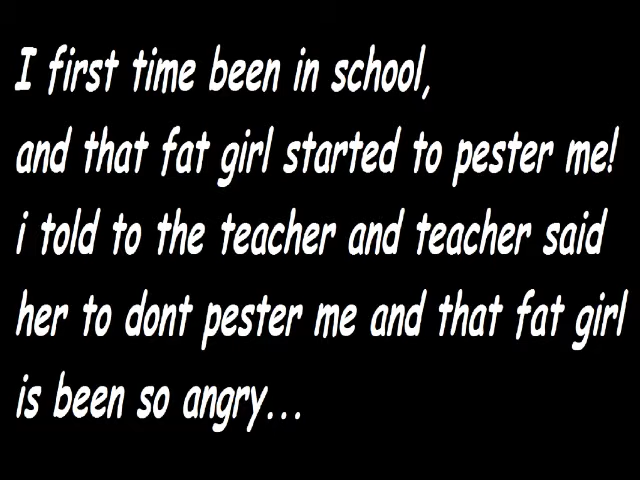 I first time been in school,
and that fat girl started to pester me!
i told to the teacher and teacher said
her to dont pester me and that fat girl
is been so angry...